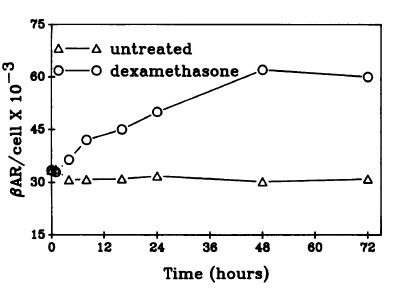 75
60
45
30
15
βAR/cell X 10⁻³
untreated
dexamethasone
0 12 24 36 48 60 72
Time (hours)